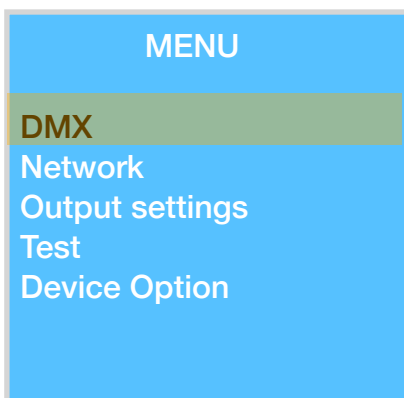 MENU
DMX
Network
Output settings
Test
Device Option